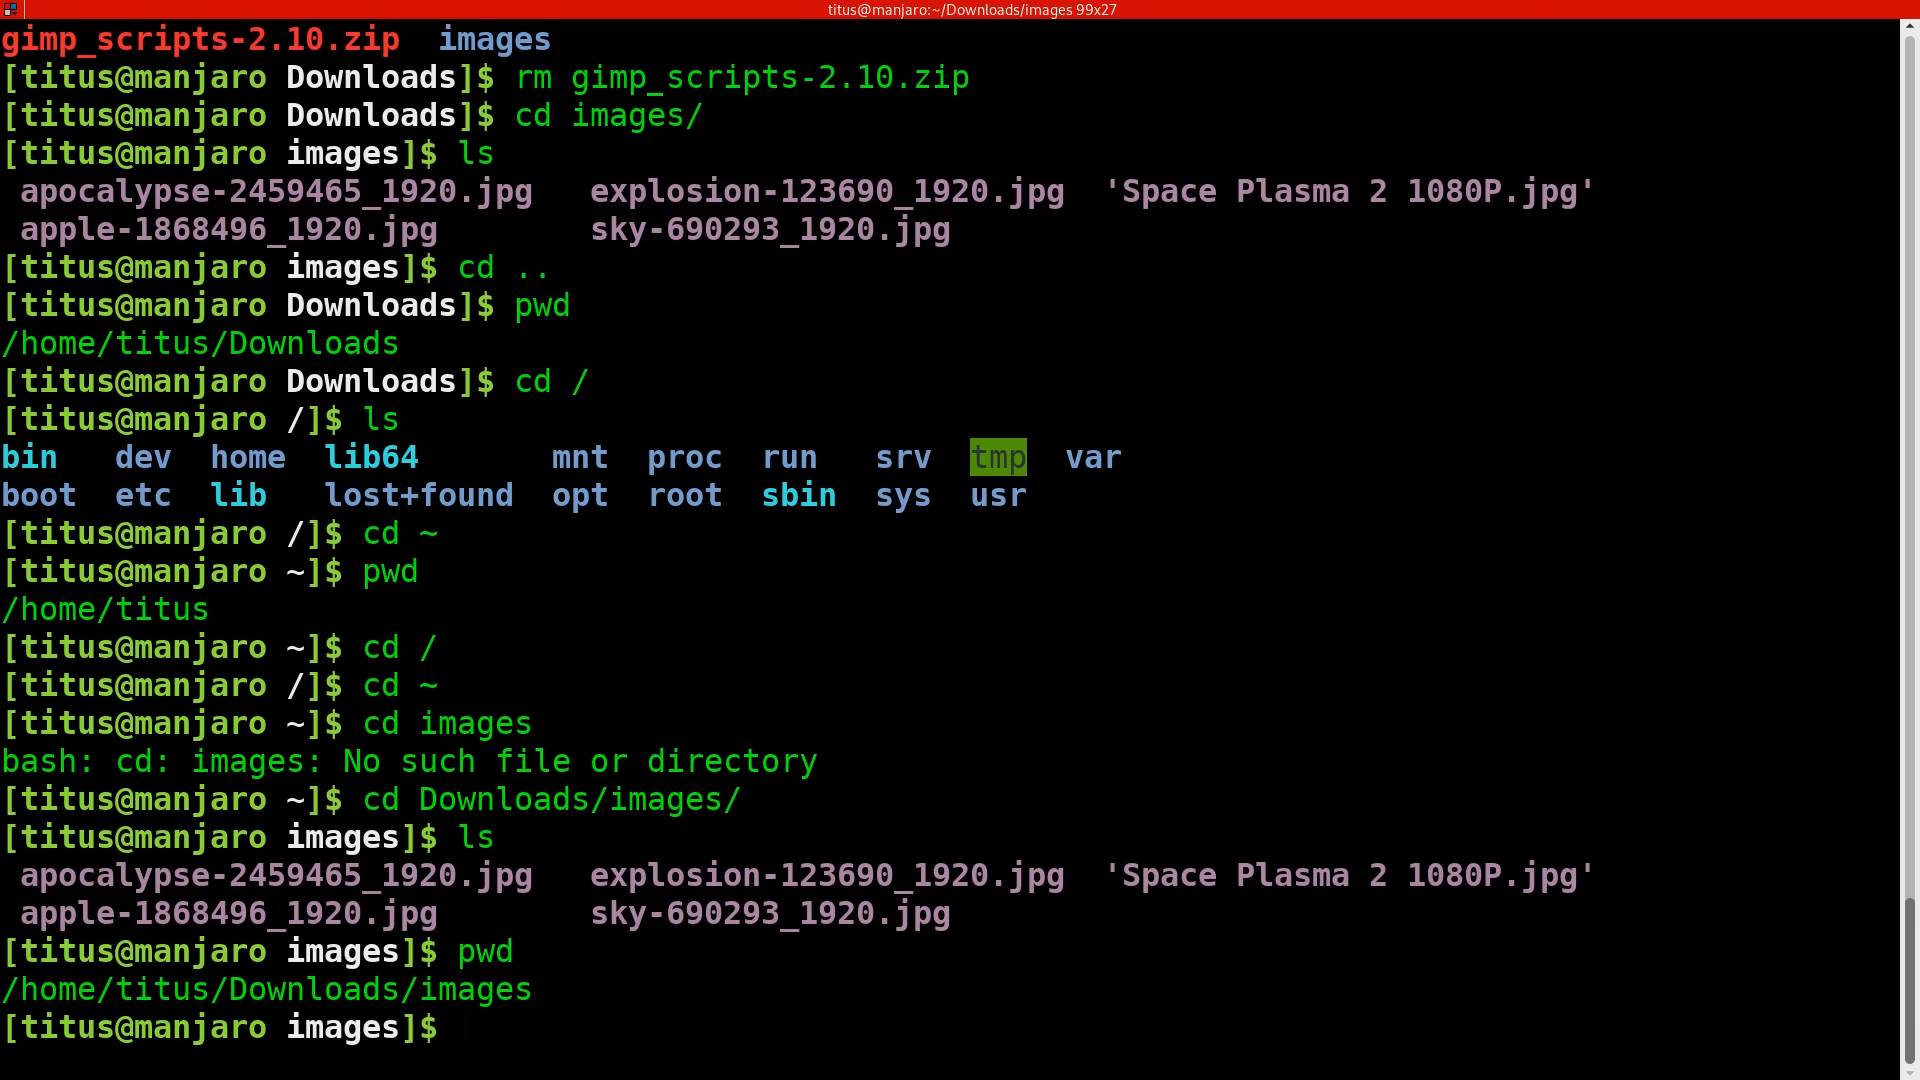 titus@manjaro:~/Downloads/images 99x27
gimp_scripts-2.10.zip  images
[titus@manjaro Downloads]$ rm gimp_scripts-2.10.zip
[titus@manjaro Downloads]$ cd images/
[titus@manjaro images]$ ls
 apocalypse-2459465_1920.jpg   explosion-123690_1920.jpg  'Space Plasma 2 1080P.jpg'
 apple-1868496_1920.jpg        sky-690293_1920.jpg
[titus@manjaro images]$ cd ..
[titus@manjaro Downloads]$ pwd
/home/titus/Downloads
[titus@manjaro Downloads]$ cd /
[titus@manjaro /]$ ls
bin   dev  home  lib64       mnt  proc  run   srv  tmp  var
boot  etc  lib   lost+found  opt  root  sbin  sys  usr
[titus@manjaro /]$ cd ~
[titus@manjaro ~]$ pwd
/home/titus
[titus@manjaro ~]$ cd /
[titus@manjaro /]$ cd ~
[titus@manjaro ~]$ cd images
bash: cd: images: No such file or directory
[titus@manjaro ~]$ cd Downloads/images/
[titus@manjaro images]$ ls
 apocalypse-2459465_1920.jpg   explosion-123690_1920.jpg  'Space Plasma 2 1080P.jpg'
 apple-1868496_1920.jpg        sky-690293_1920.jpg
[titus@manjaro images]$ pwd
/home/titus/Downloads/images
[titus@manjaro images]$